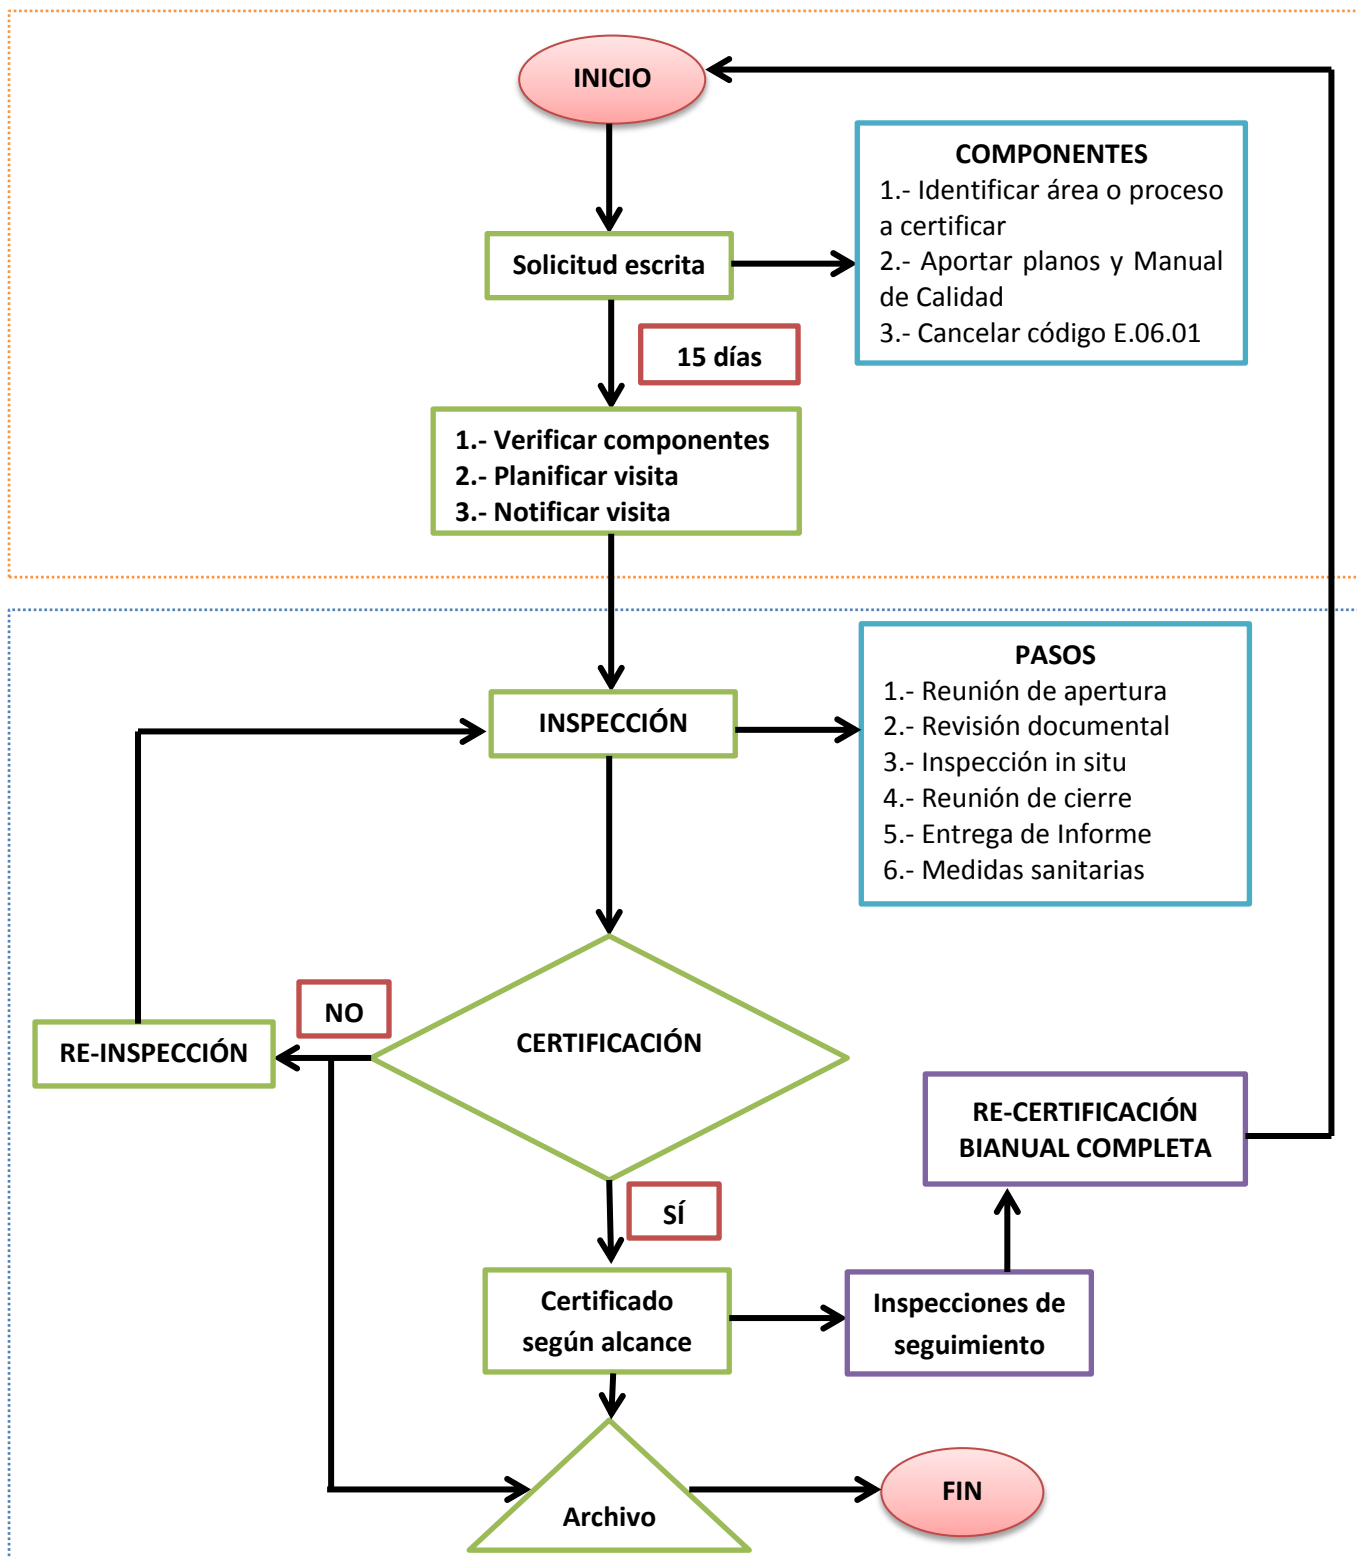 INICIO
COMPONENTES
1.- Identificar área o proceso
a certificar
2.- Aportar planos y Manual
de Calidad
3.- Cancelar código E.06.01
Solicitud escrita
15 días
1.- Verificar componentes
2.- Planificar visita
3.- Notificar visita
PASOS
1.- Reunión de apertura
2.- Revisión documental
3.- Inspección in situ
4.- Reunión de cierre
5.- Entrega de Informe
6.- Medidas sanitarias
INSPECCIÓN
NO
RE-INSPECCIÓN
CERTIFICACIÓN
RE-CERTIFICACIÓN
BIANUAL COMPLETA
SÍ
Certificado
según alcance
Inspecciones de
seguimiento
Archivo
FIN